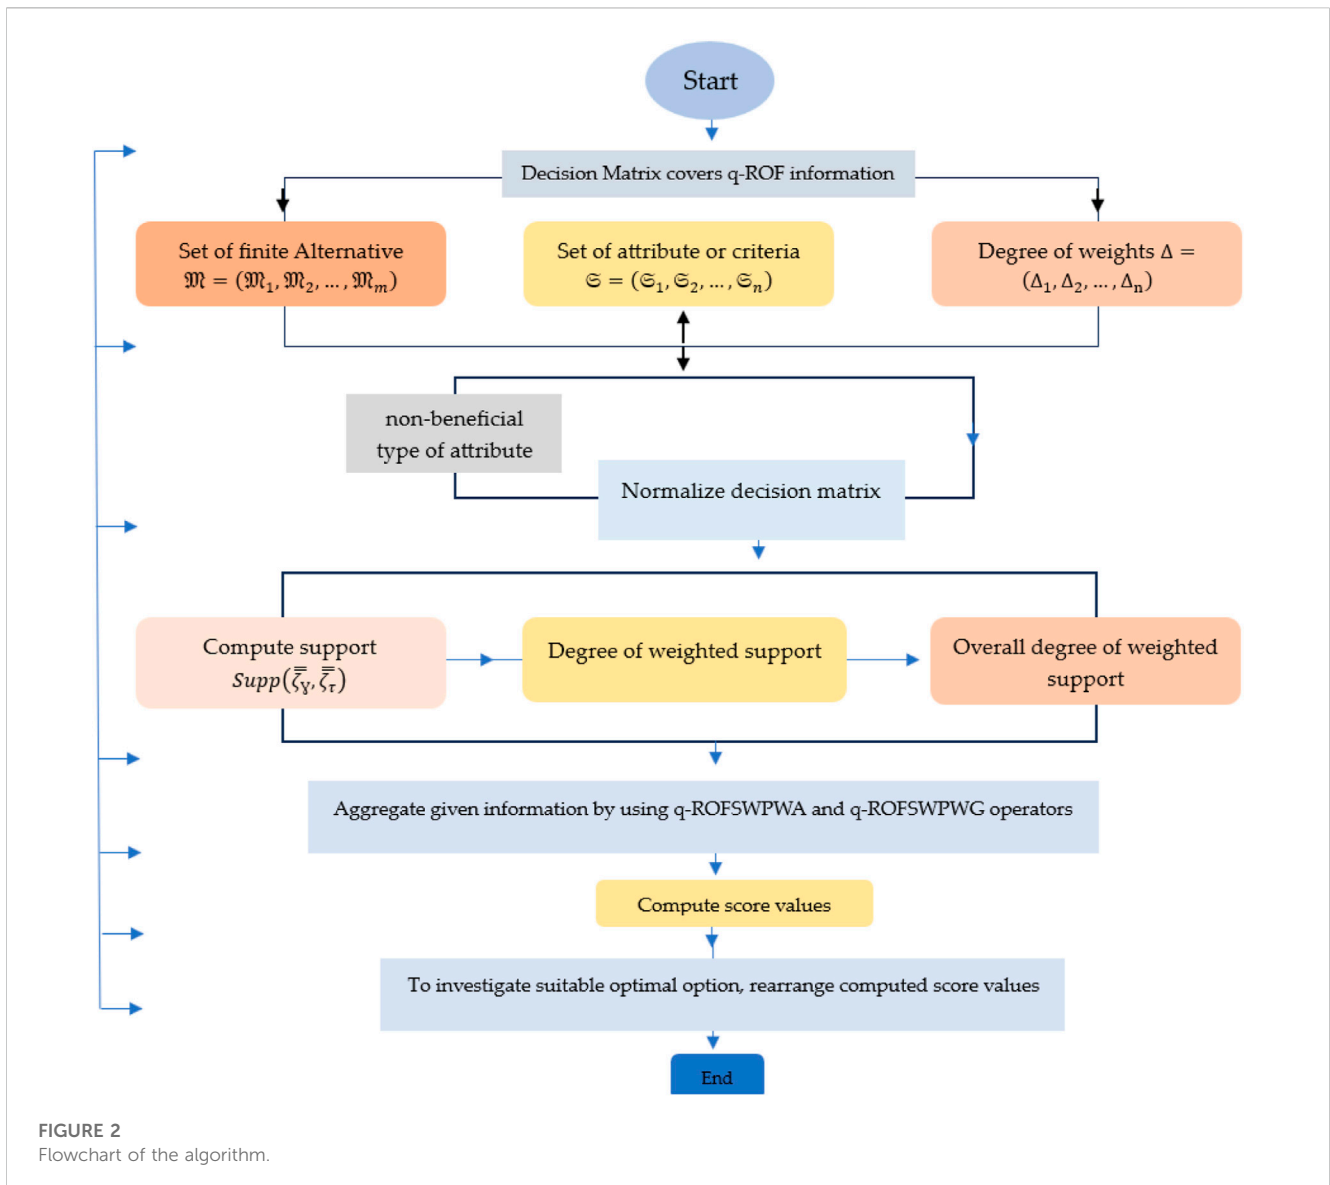 Start
Decision Matrix covers q-ROF information
Set of finite Alternative
𝔐 = (𝔐₁, 𝔐₂, ... , 𝔐ₘ)
Set of attribute or criteria
𝔖 = (𝔖₁, 𝔖₂, ... , 𝔖ₙ)
Degree of weights Δ =
(Δ₁, Δ₂, ... , Δₙ)
non-beneficial
type of attribute
Normalize decision matrix
Compute support
Supp(ζ̿_Ɣ, ζ̿_τ)
Degree of weighted support
Overall degree of weighted
support
Aggregate given information by using q-ROFSWPWA and q-ROFSWPWG operators
Compute score values
To investigate suitable optimal option, rearrange computed score values
End
FIGURE 2
Flowchart of the algorithm.